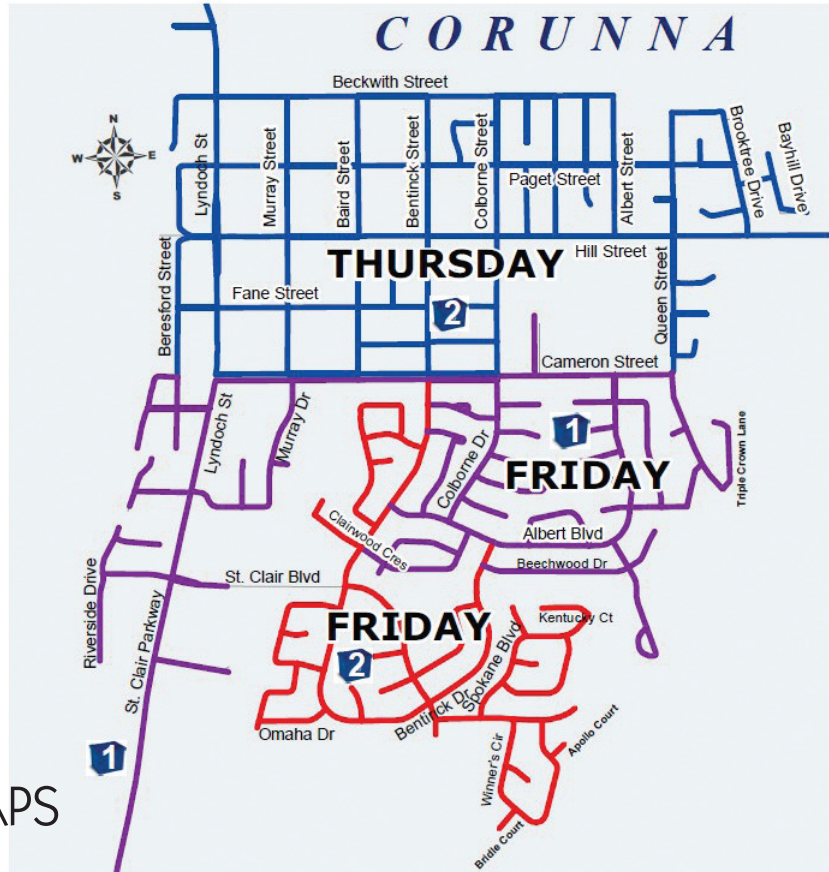 CORUNNA
Beckwith Street
N
W E
S
Lyndoch St
Murray Street
Baird Street
Bentinck Street
Colborne Street
Paget Street
Albert Street
Brooktree Drive
Bayhill Drive
Hill Street
THURSDAY
Beresford Street
Fane Street
2
Queen Street
Cameron Street
Lyndoch St
Murray Dr
1
Colborne Dr
FRIDAY
Triple Crown Lane
Clairwood Cres
Albert Blvd
Beechwood Dr
St. Clair Blvd
Riverside Drive
St. Clair Parkway
FRIDAY
2
Kentucky Ct
Spokane Blvd
Bentinck Dr
Omaha Dr
1
Winner's Cir
Apollo Court
Bridle Court
APS